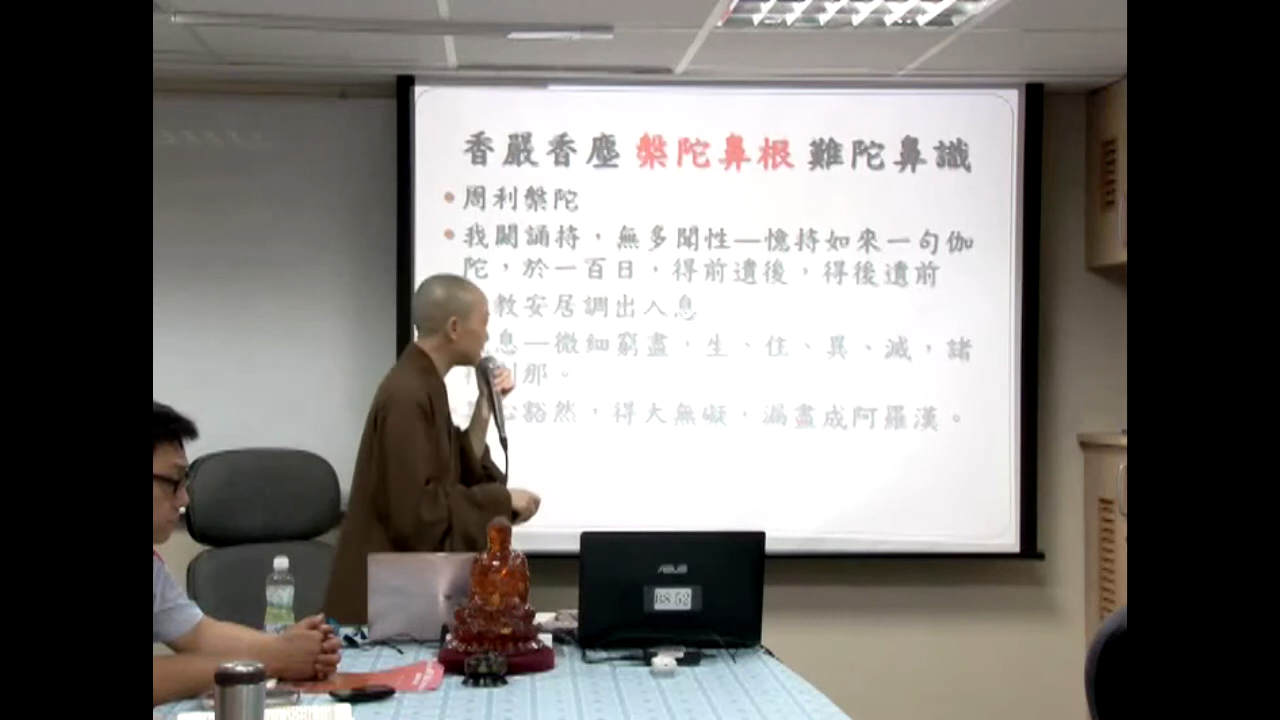 香嚴香塵 槃陀鼻根 難陀鼻識
周利槃陀
我闕誦持，無多聞性—憶持如來一句伽
陀，於一百日，得前遺後，得後遺前
教安居調出入息
息—微細窮盡，生、住、異、滅，諸
剎那。
心豁然，得大無礙，漏盡成阿羅漢。
ASUS
B8 52